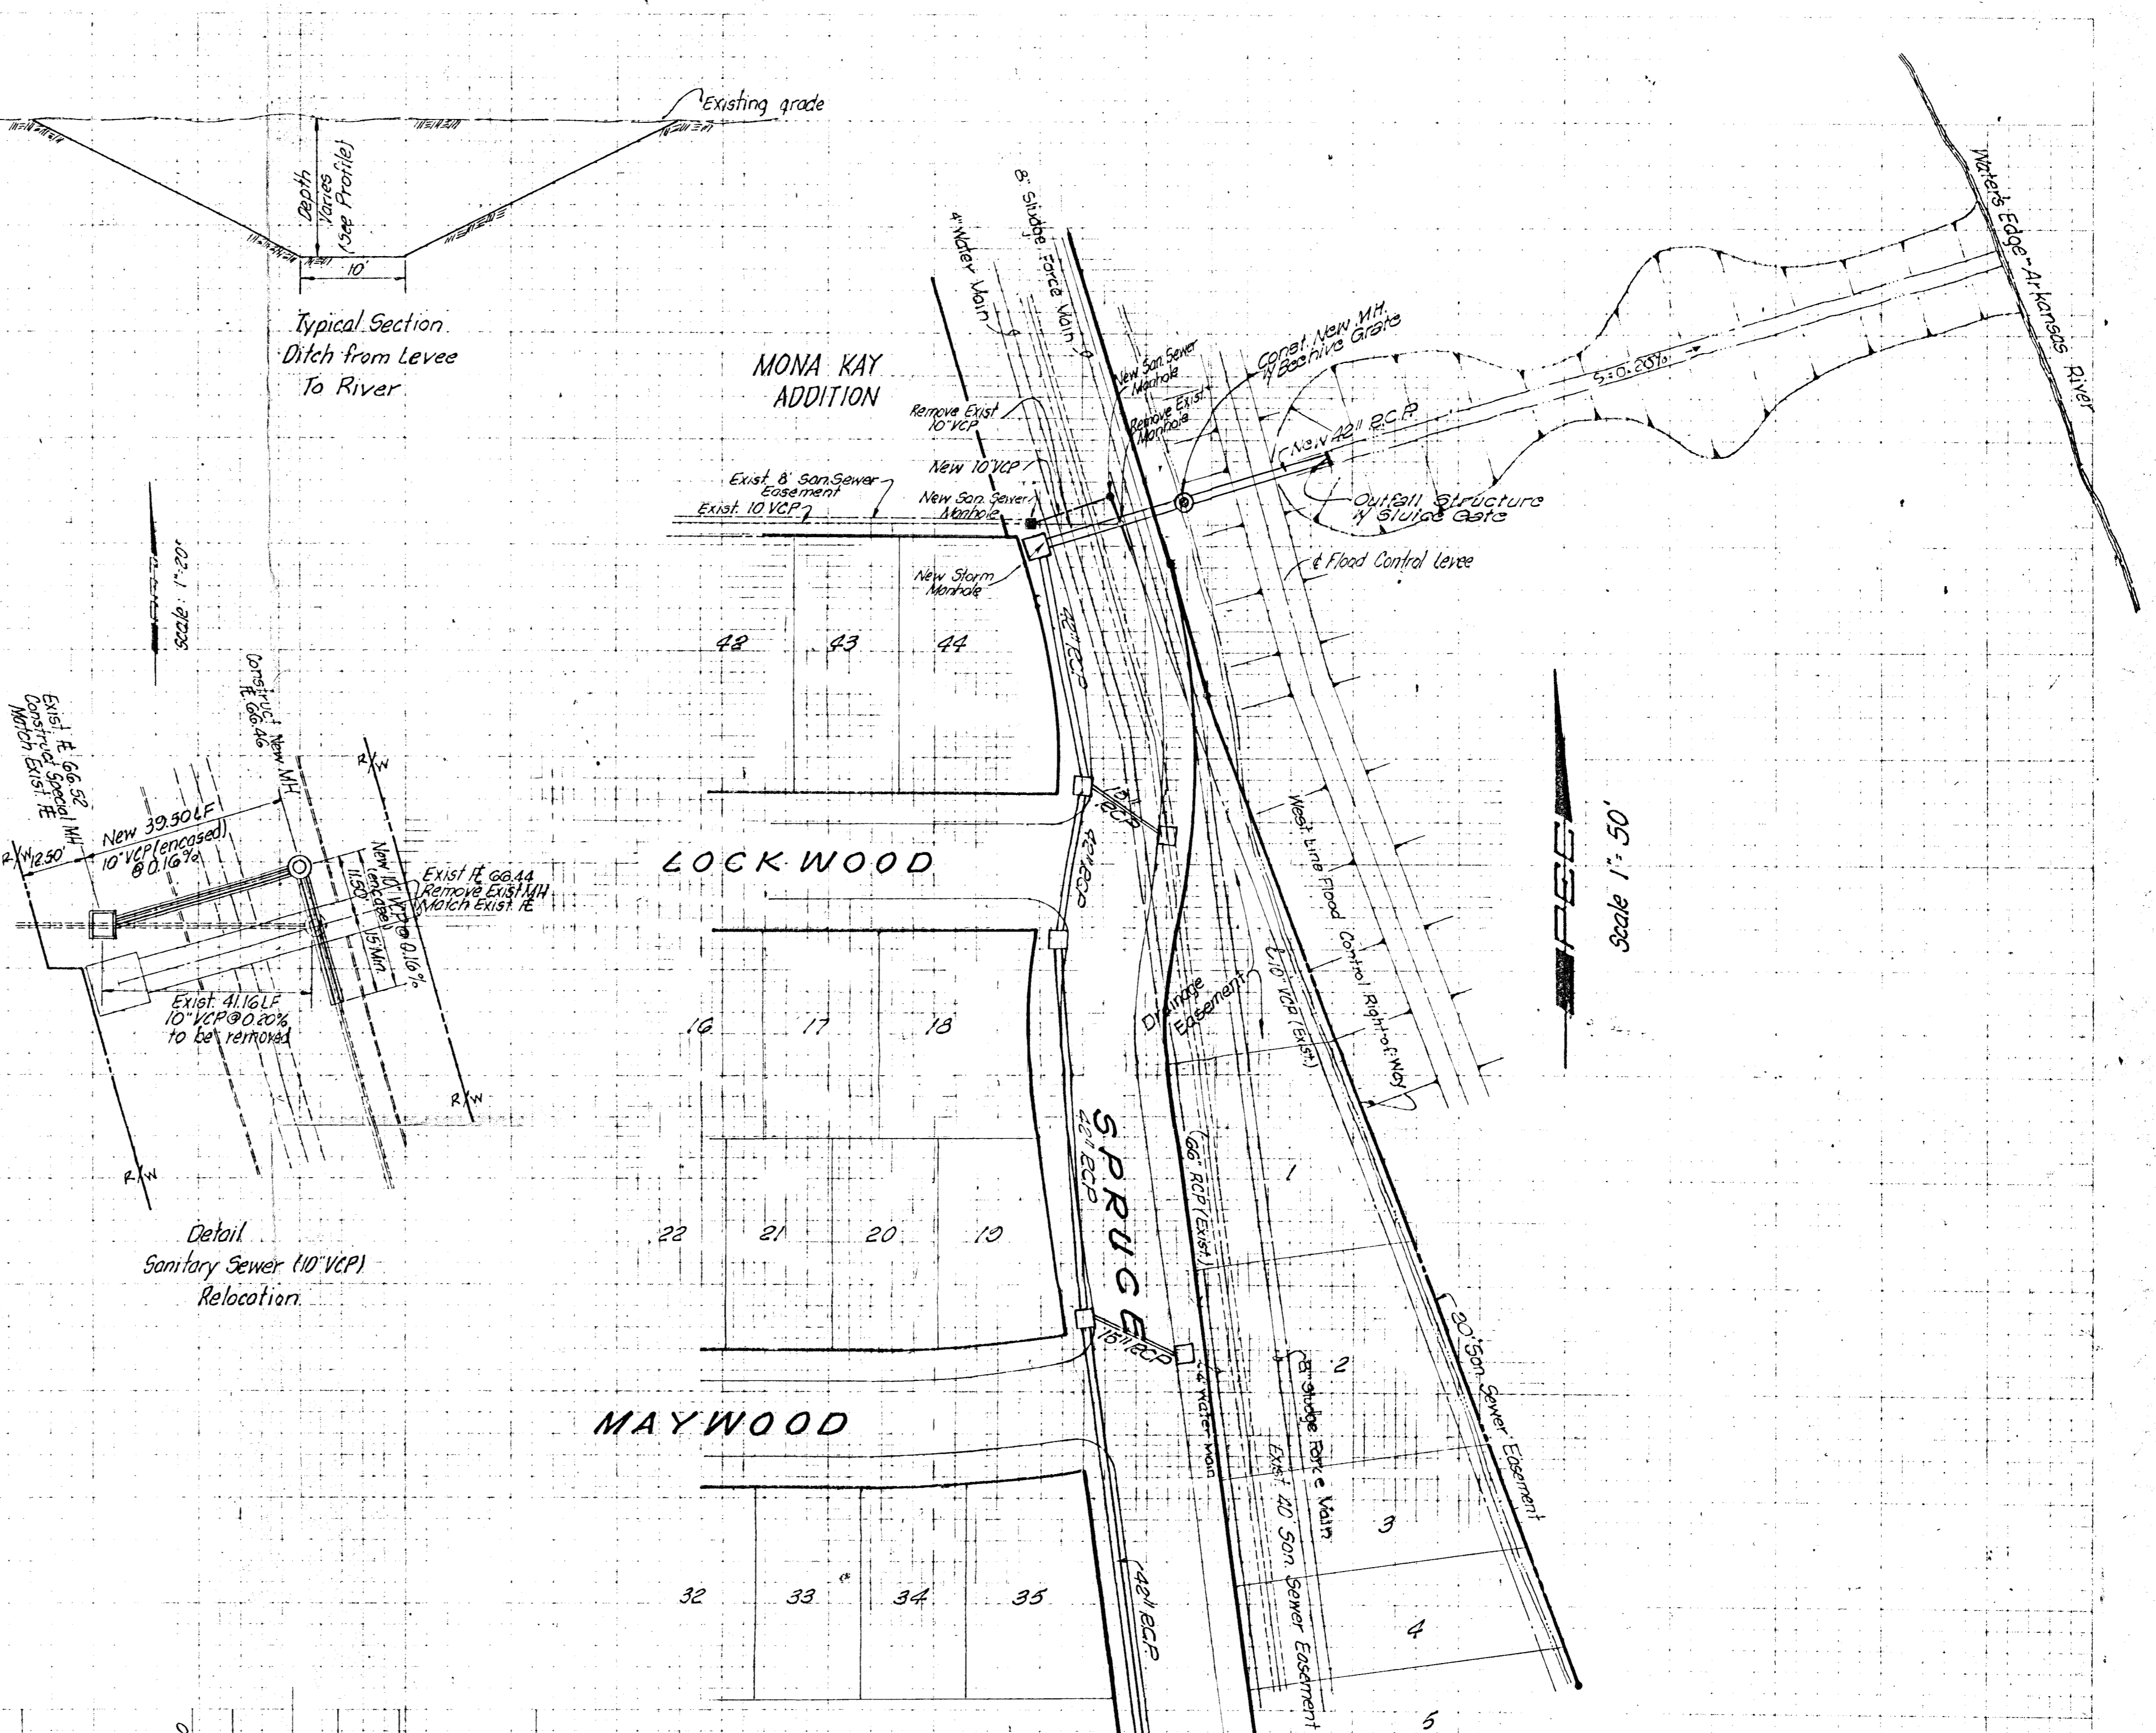 Existing grade
Depth
Varies
(See Profile)
10'
Typical Section
Ditch from Levee
To River
MONA KAY
ADDITION
4" Water Main
8" Sludge Force Main
New San. Sewer
Manhole
Remove Exist
Manhole
Const. New M.H.
w/ Beehive Grate
Remove Exist
10" VCP
New 10" VCP
New San. Sewer
Manhole
Exist. 8' San. Sewer
Easement
Exist. 10 VCP
New Storm
Manhole
New 42" R.C.P.
S=0.20%
Outfall Structure
w/ Sluice Gate
₵ Flood Control Levee
Water's Edge - Arkansas River
Scale: 1"=20'
Exist. FL 66.52
Construct Special MH
Match Exist. FL
Construct New MH
FL 66.46
R/W
R/W
12.50'
New 39.50 LF
10" VCP (encased)
@ 0.16%
New 10" VCP @ 0.16%
(encased)
11.50'
15' Min.
Exist FL 66.44
Remove Exist MH
Match Exist. FL
Exist. 41.16 LF
10" VCP @ 0.20%
to be removed
R/W
R/W
Detail
Sanitary Sewer (10" VCP)
Relocation
42
43
44
42" RCP
15" RCP
42" RCP
LOCKWOOD
16
17
18
Drainage
Easement
10" VCP (Exist.)
West Line Flood Control Right of Way
PEC
Scale 1"= 50'
42" RCP
SPRUCE
66" RCP (Exist.)
1
22
21
20
19
15" RCP
4" Water Main
8" Sludge Force Main
2
20' San. Sewer Easement
MAYWOOD
Exist. 40' San. Sewer Easement
3
32
33
34
35
42" RCP
4
5